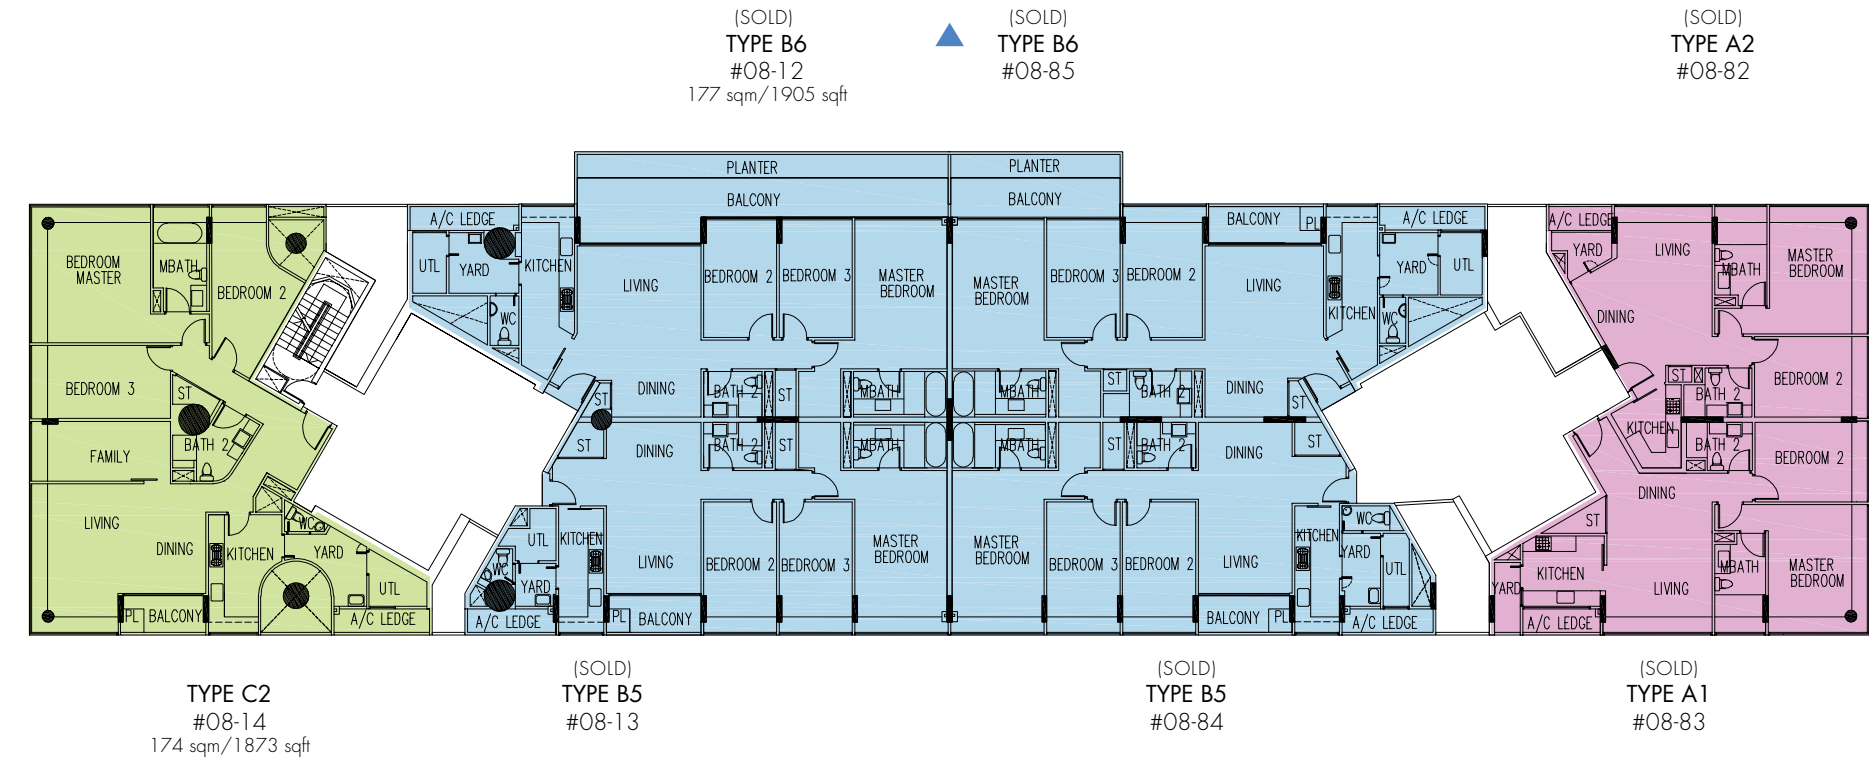 (SOLD)
TYPE B6
#08-12
177 sqm/1905 sqft
(SOLD)
TYPE B6
#08-85
(SOLD)
TYPE A2
#08-82
BEDROOM
MASTER
MBATH
BEDROOM 2
BEDROOM 3
ST
BATH 2
FAMILY
LIVING
DINING
KITCHEN
WC
YARD
UTL
PL
BALCONY
A/C LEDGE
PLANTER
BALCONY
A/C LEDGE
UTL
YARD
KITCHEN
WC
LIVING
BEDROOM 2
BEDROOM 3
MASTER
BEDROOM
DINING
ST
BATH 2
ST
MBATH
PLANTER
BALCONY
BALCONY
PL
A/C LEDGE
MASTER
BEDROOM
BEDROOM 3
BEDROOM 2
LIVING
KITCHEN
YARD
UTL
WC
MBATH
ST
BATH 2
DINING
ST
A/C LEDGE
YARD
LIVING
MBATH
MASTER
BEDROOM
DINING
ST
BATH 2
BEDROOM 2
KITCHEN
ST
DINING
BATH 2
ST
MBATH
UTL
KITCHEN
WC
YARD
LIVING
BEDROOM 2
BEDROOM 3
MASTER
BEDROOM
A/C LEDGE
PL
BALCONY
MBATH
ST
BATH 2
DINING
ST
MASTER
BEDROOM
BEDROOM 3
BEDROOM 2
LIVING
KITCHEN
WC
YARD
UTL
BALCONY
PL
A/C LEDGE
BATH 2
BEDROOM 2
DINING
ST
YARD
KITCHEN
LIVING
MBATH
MASTER
BEDROOM
A/C LEDGE
TYPE C2
#08-14
174 sqm/1873 sqft
(SOLD)
TYPE B5
#08-13
(SOLD)
TYPE B5
#08-84
(SOLD)
TYPE A1
#08-83